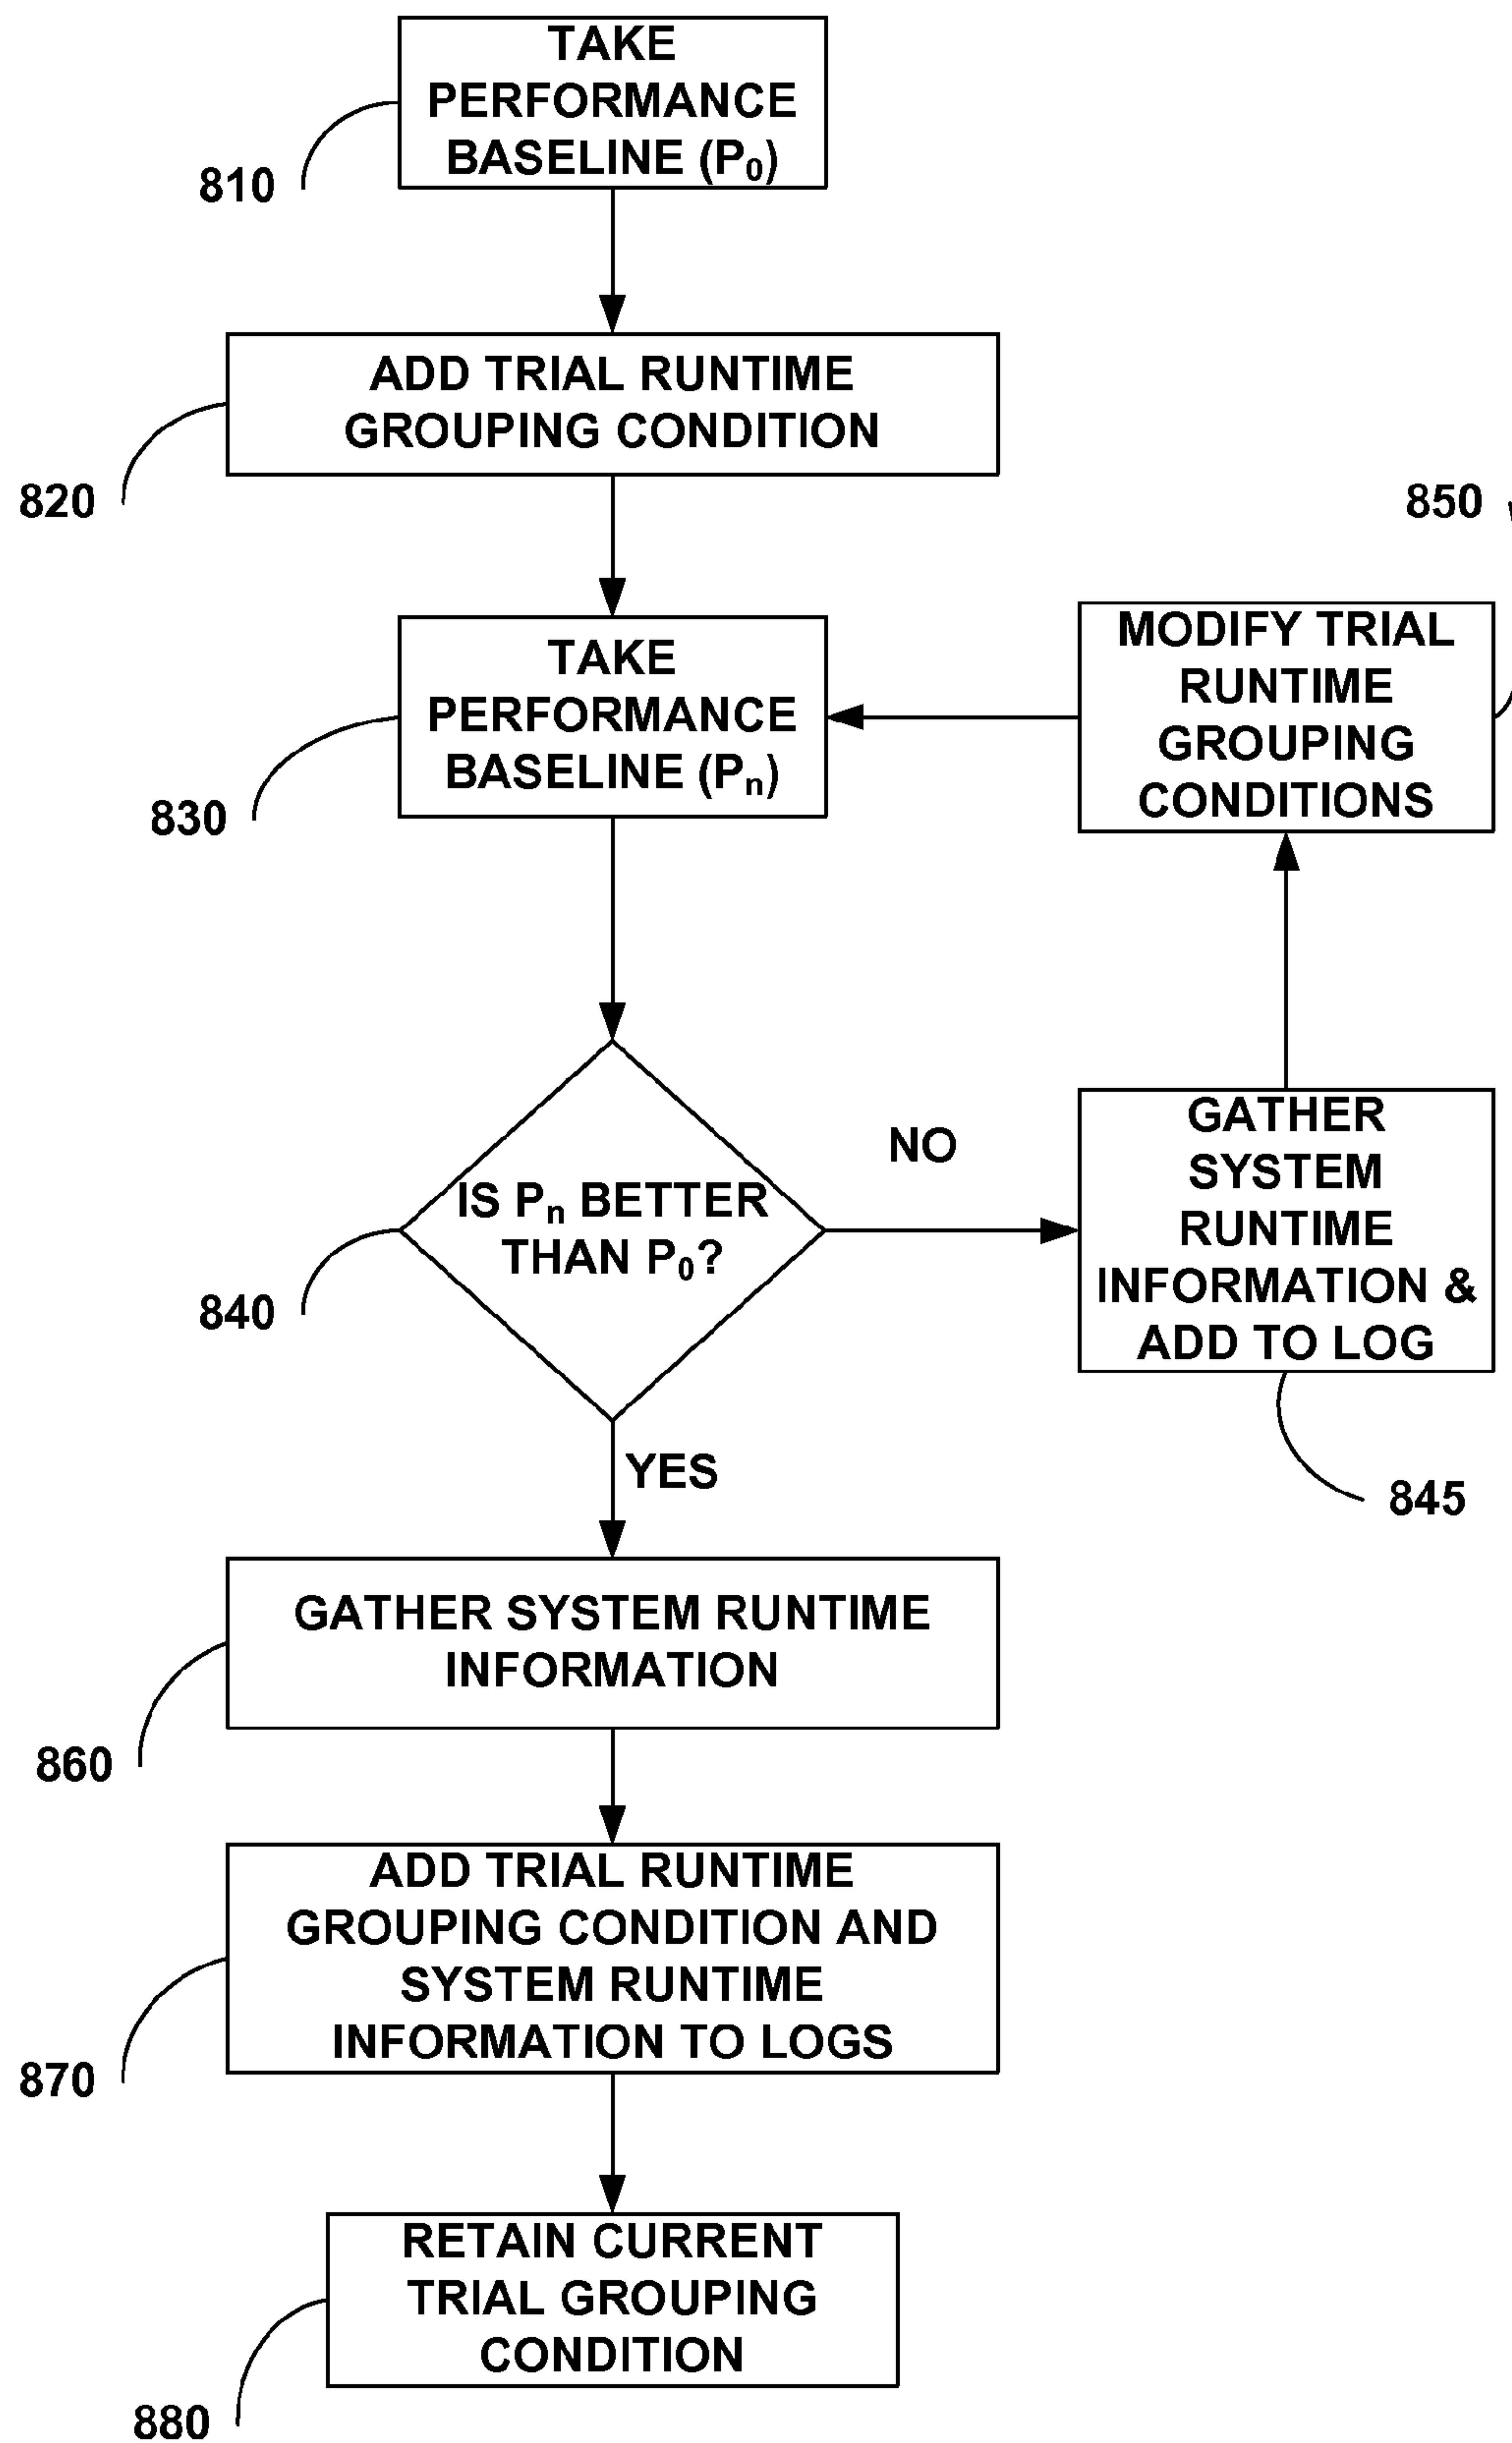 TAKE
PERFORMANCE
BASELINE (P₀)
810
ADD TRIAL RUNTIME
GROUPING CONDITION
820
850
MODIFY TRIAL
RUNTIME
GROUPING
CONDITIONS
TAKE
PERFORMANCE
BASELINE (Pₙ)
830
IS Pₙ BETTER
THAN P₀?
840
NO
GATHER
SYSTEM
RUNTIME
INFORMATION &
ADD TO LOG
845
YES
GATHER SYSTEM RUNTIME
INFORMATION
860
ADD TRIAL RUNTIME
GROUPING CONDITION AND
SYSTEM RUNTIME
INFORMATION TO LOGS
870
RETAIN CURRENT
TRIAL GROUPING
CONDITION
880